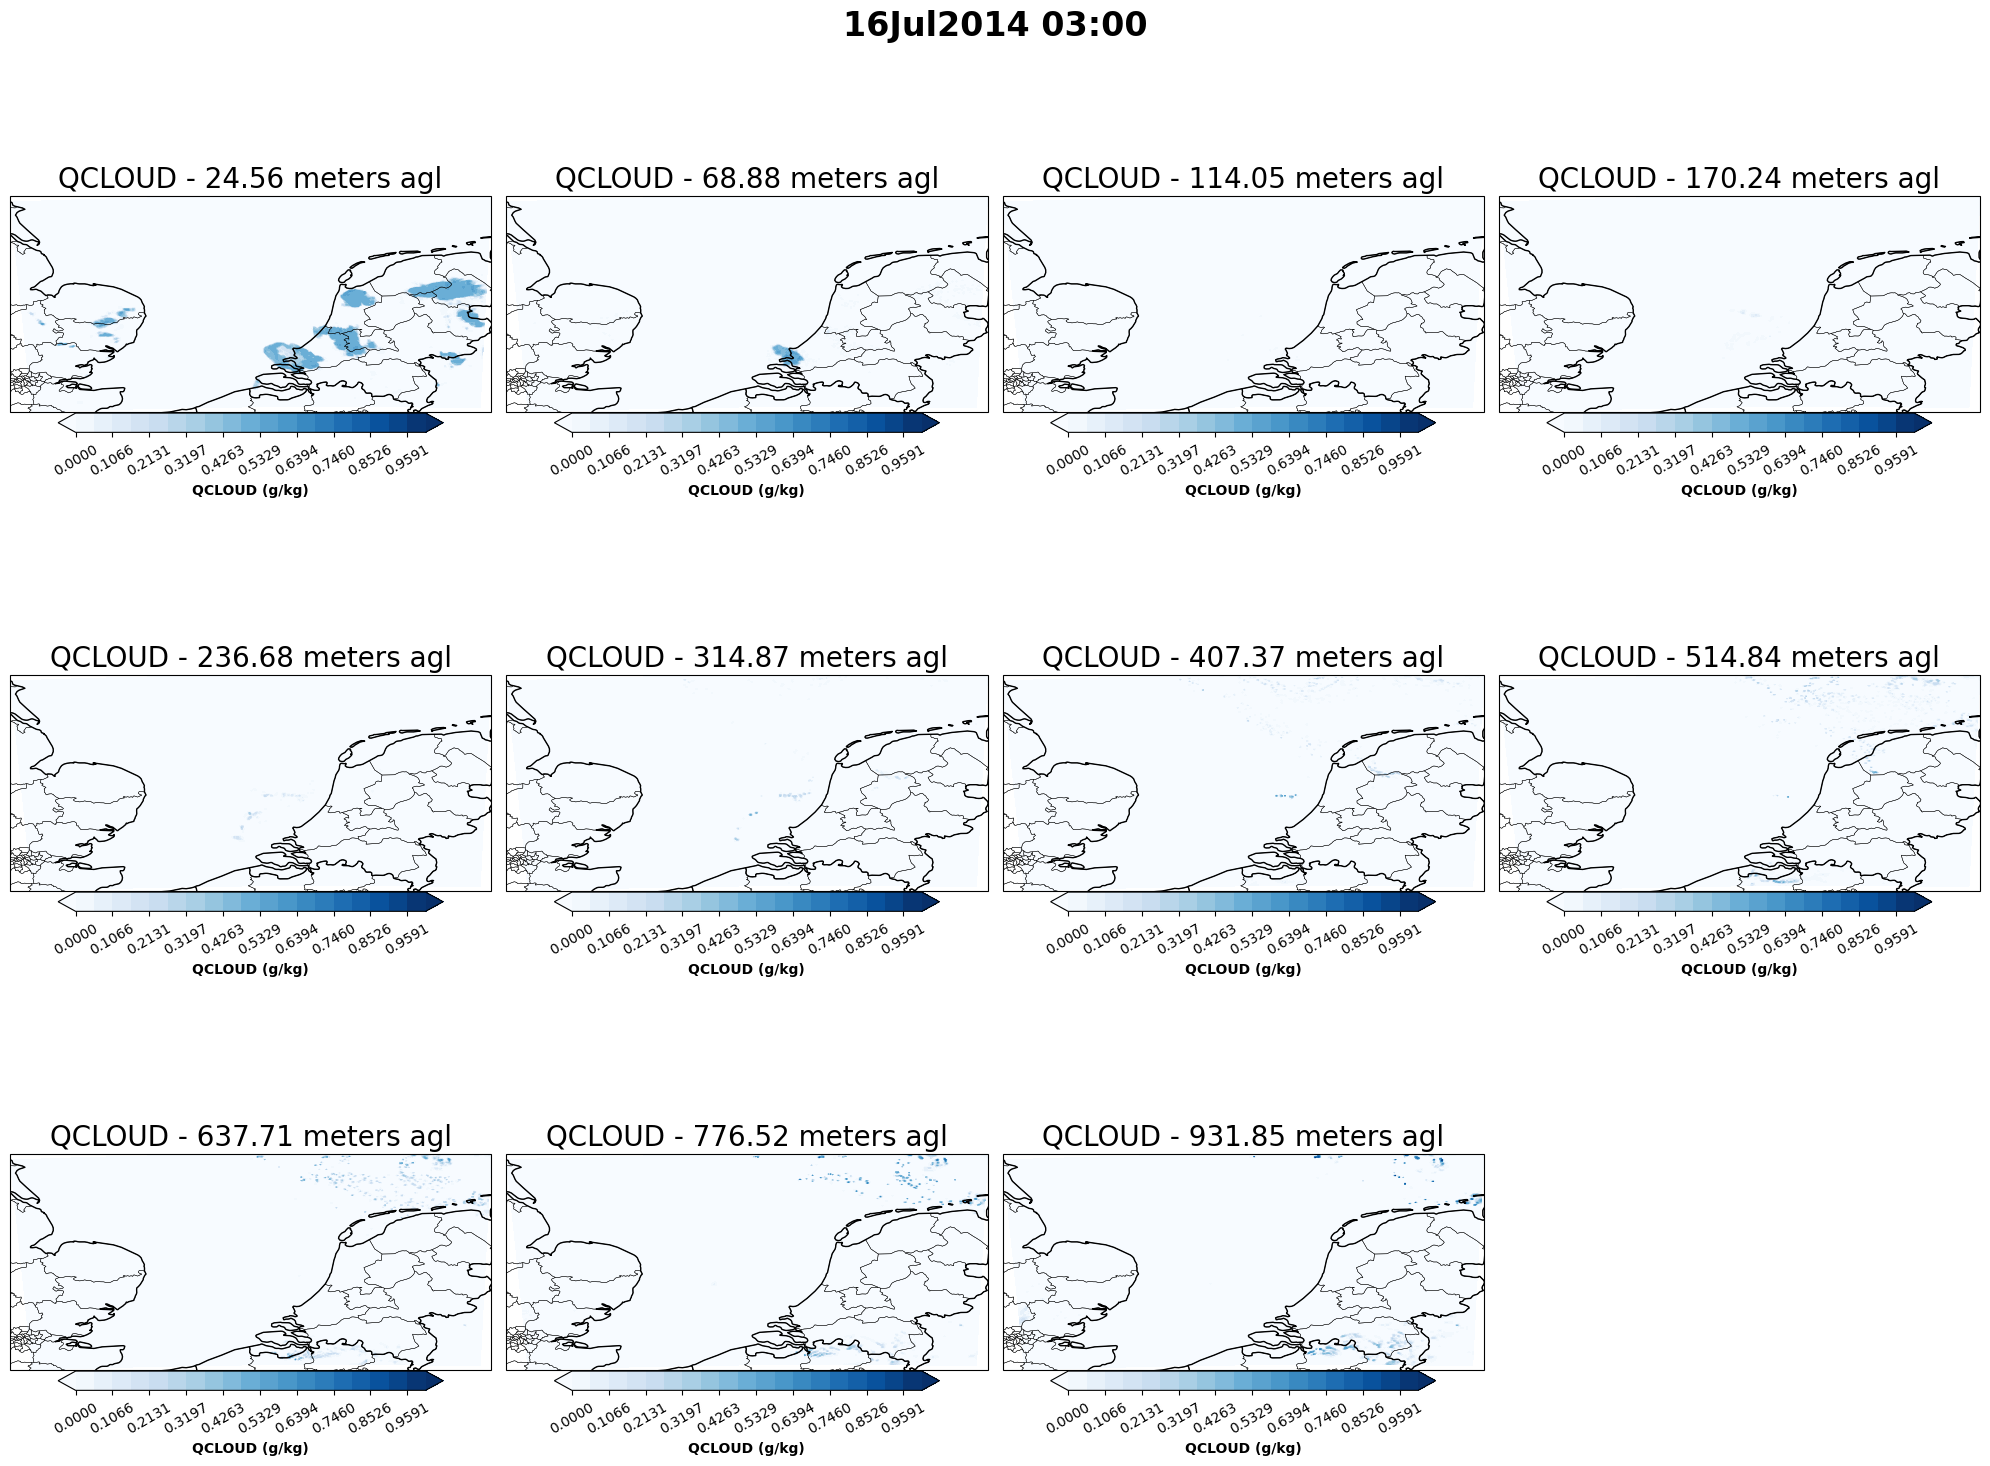 16Jul2014 03:00
QCLOUD - 24.56 meters agl
0.0000 0.1066 0.2131 0.3197 0.4263 0.5329 0.6394 0.7460 0.8526 0.9591
QCLOUD (g/kg)
QCLOUD - 68.88 meters agl
0.0000 0.1066 0.2131 0.3197 0.4263 0.5329 0.6394 0.7460 0.8526 0.9591
QCLOUD (g/kg)
QCLOUD - 114.05 meters agl
0.0000 0.1066 0.2131 0.3197 0.4263 0.5329 0.6394 0.7460 0.8526 0.9591
QCLOUD (g/kg)
QCLOUD - 170.24 meters agl
0.0000 0.1066 0.2131 0.3197 0.4263 0.5329 0.6394 0.7460 0.8526 0.9591
QCLOUD (g/kg)
QCLOUD - 236.68 meters agl
0.0000 0.1066 0.2131 0.3197 0.4263 0.5329 0.6394 0.7460 0.8526 0.9591
QCLOUD (g/kg)
QCLOUD - 314.87 meters agl
0.0000 0.1066 0.2131 0.3197 0.4263 0.5329 0.6394 0.7460 0.8526 0.9591
QCLOUD (g/kg)
QCLOUD - 407.37 meters agl
0.0000 0.1066 0.2131 0.3197 0.4263 0.5329 0.6394 0.7460 0.8526 0.9591
QCLOUD (g/kg)
QCLOUD - 514.84 meters agl
0.0000 0.1066 0.2131 0.3197 0.4263 0.5329 0.6394 0.7460 0.8526 0.9591
QCLOUD (g/kg)
QCLOUD - 637.71 meters agl
0.0000 0.1066 0.2131 0.3197 0.4263 0.5329 0.6394 0.7460 0.8526 0.9591
QCLOUD (g/kg)
QCLOUD - 776.52 meters agl
0.0000 0.1066 0.2131 0.3197 0.4263 0.5329 0.6394 0.7460 0.8526 0.9591
QCLOUD (g/kg)
QCLOUD - 931.85 meters agl
0.0000 0.1066 0.2131 0.3197 0.4263 0.5329 0.6394 0.7460 0.8526 0.9591
QCLOUD (g/kg)